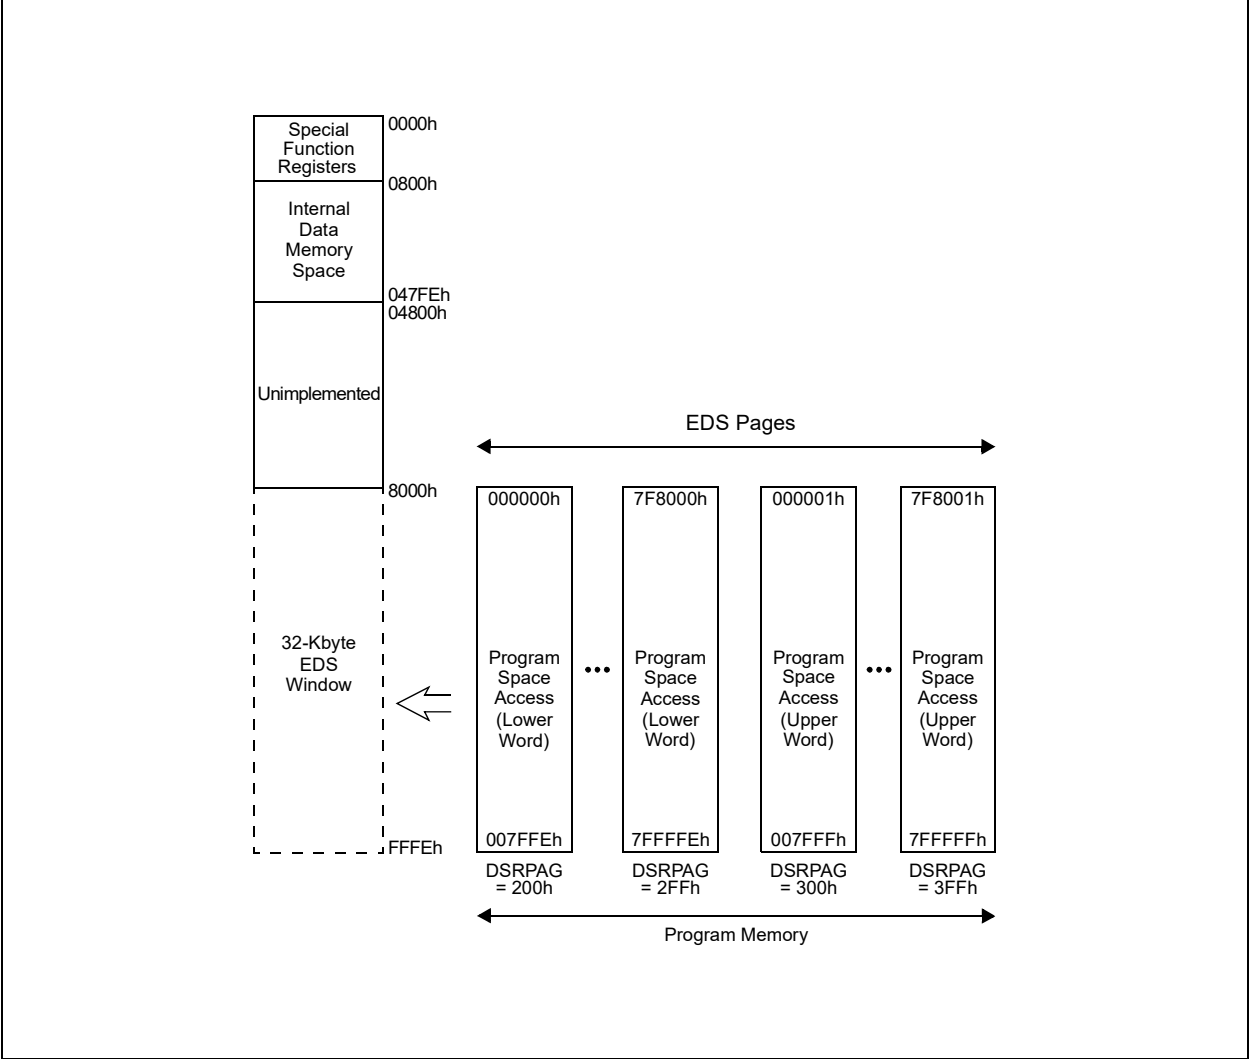 0000h
Special
Function
Registers
0800h
Internal
Data
Memory
Space
047FEh
04800h
Unimplemented
8000h
32-Kbyte
EDS
Window
FFFEh
EDS Pages
000000h
Program
Space
Access
(Lower
Word)
007FFEh
DSRPAG
= 200h
•••
7F8000h
Program
Space
Access
(Lower
Word)
7FFFFEh
DSRPAG
= 2FFh
000001h
Program
Space
Access
(Upper
Word)
007FFFh
DSRPAG
= 300h
•••
7F8001h
Program
Space
Access
(Upper
Word)
7FFFFFh
DSRPAG
= 3FFh
Program Memory